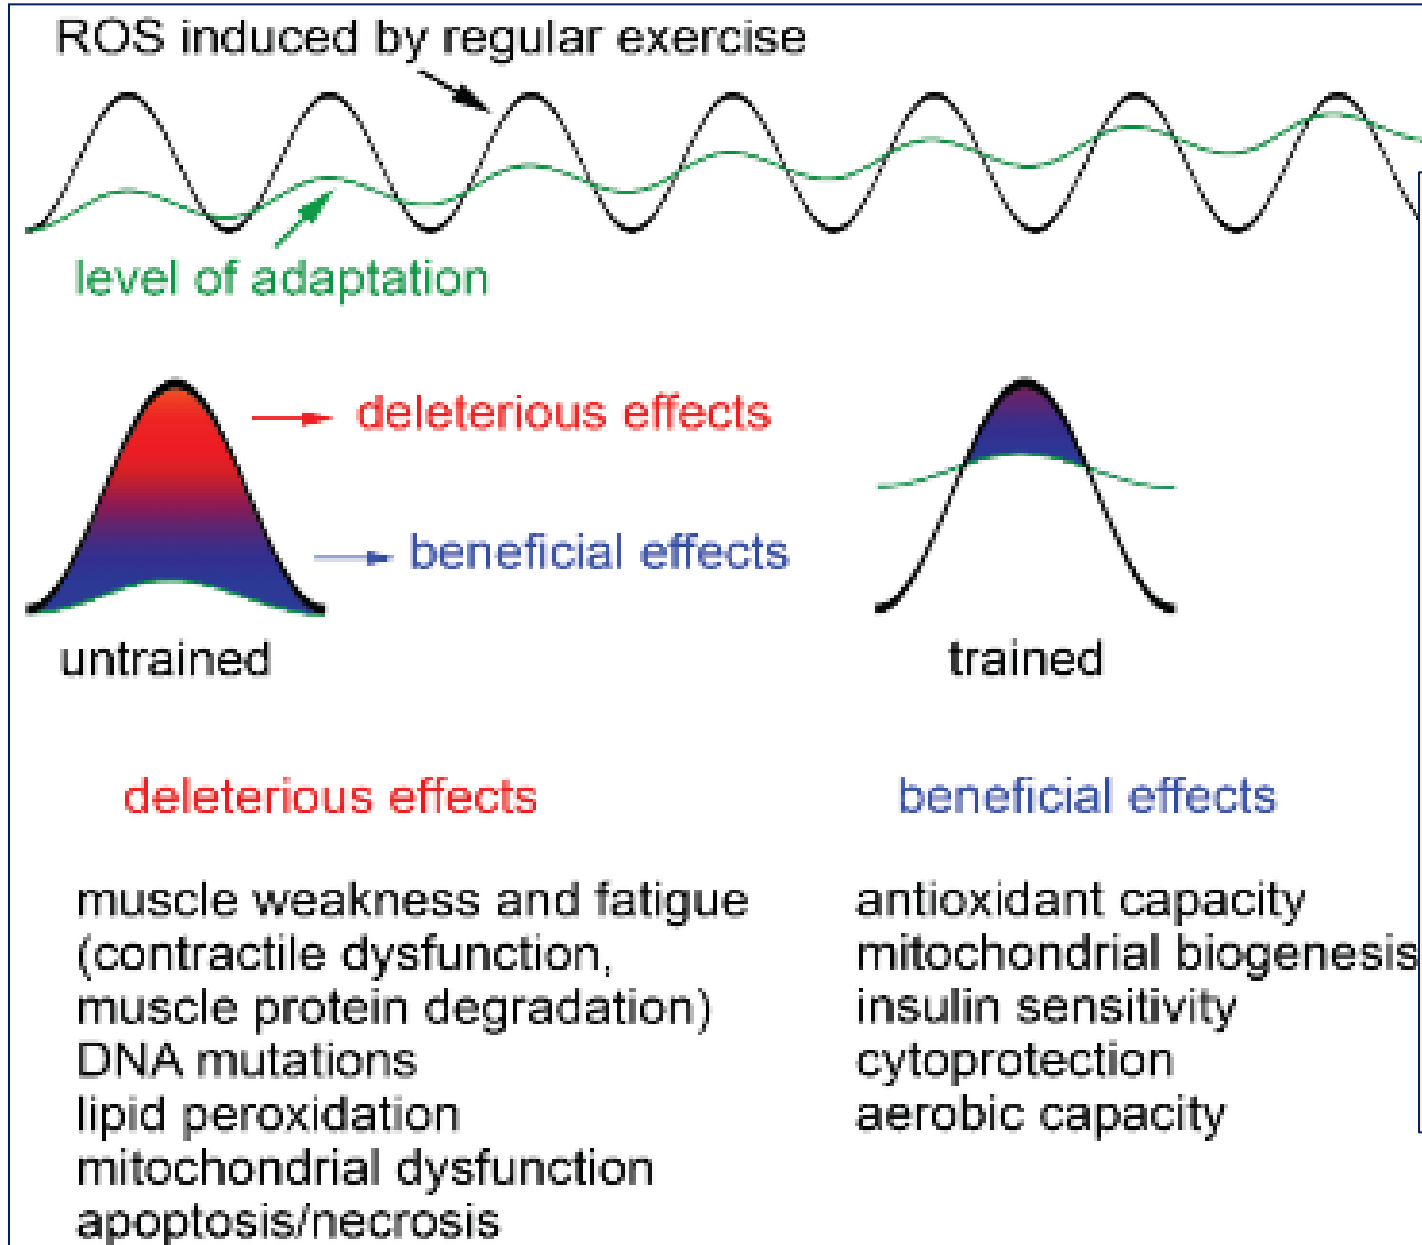 ROS induced by regular exercise
level of adaptation
deleterious effects
beneficial effects
untrained
trained
deleterious effects
muscle weakness and fatigue
(contractile dysfunction,
muscle protein degradation)
DNA mutations
lipid peroxidation
mitochondrial dysfunction
apoptosis/necrosis
beneficial effects
antioxidant capacity
mitochondrial biogenesis
insulin sensitivity
cytoprotection
aerobic capacity